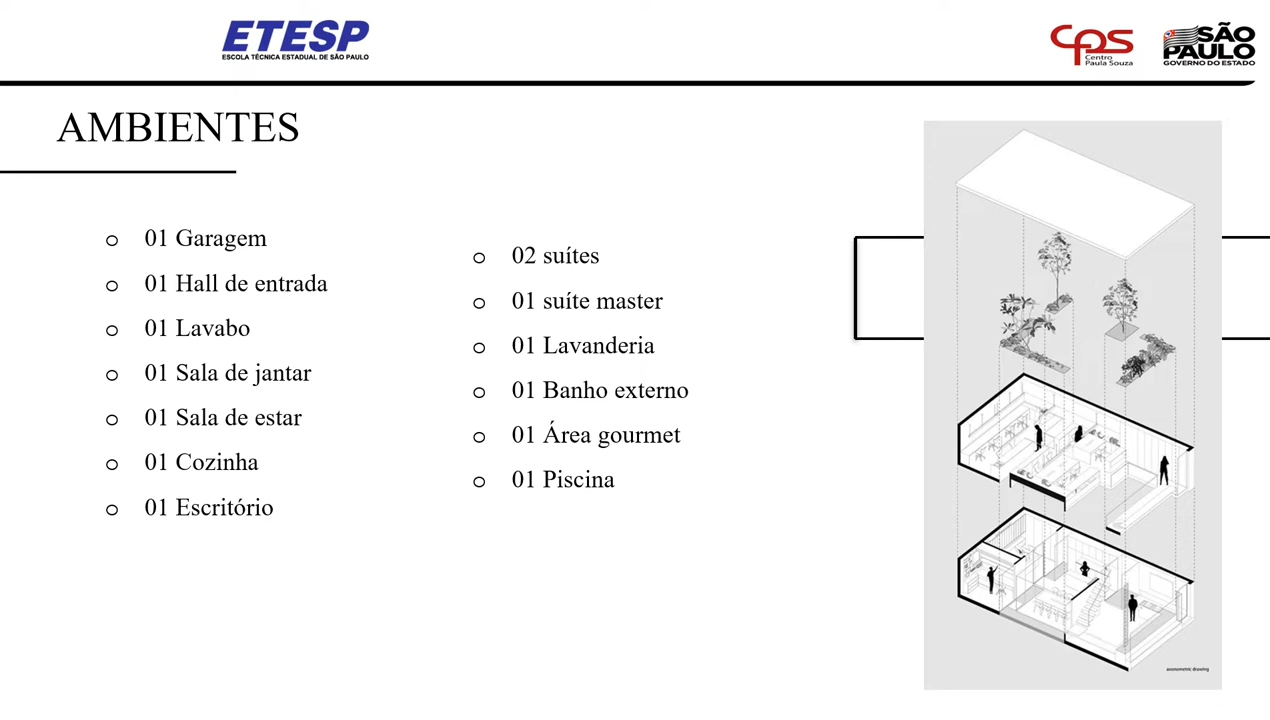 ETESP
ESCOLA TÉCNICA ESTADUAL DE SÃO PAULO
CPS
Centro
Paula Souza
SÃO
PAULO
GOVERNO DO ESTADO
AMBIENTES
o 01 Garagem
o 01 Hall de entrada
o 01 Lavabo
o 01 Sala de jantar
o 01 Sala de estar
o 01 Cozinha
o 01 Escritório
o 02 suítes
o 01 suíte master
o 01 Lavanderia
o 01 Banho externo
o 01 Área gourmet
o 01 Piscina
axonometric drawing